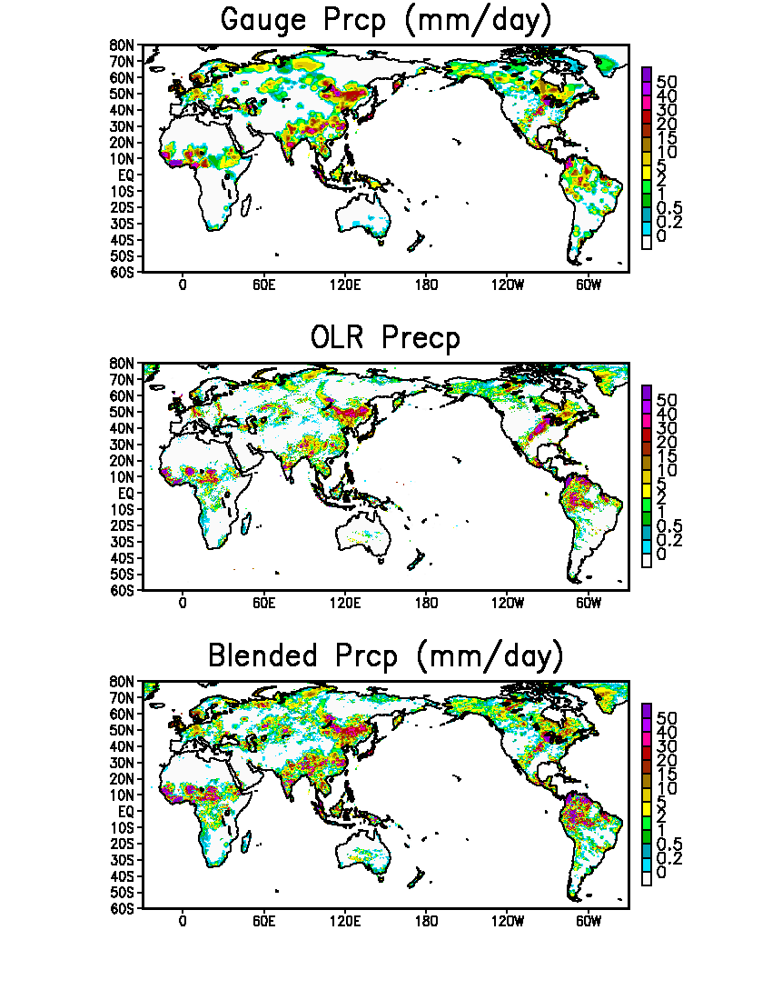 Gauge Prcp (mm/day)
80N
70N
60N
50N
40N
30N
20N
10N
EQ
10S
20S
30S
40S
50S
60S
0 60E 120E 180 120W 60W
50
40
30
20
15
10
5
2
1
0.5
0.2
0
OLR Precp
80N
70N
60N
50N
40N
30N
20N
10N
EQ
10S
20S
30S
40S
50S
60S
0 60E 120E 180 120W 60W
50
40
30
20
15
10
5
2
1
0.5
0.2
0
Blended Prcp (mm/day)
80N
70N
60N
50N
40N
30N
20N
10N
EQ
10S
20S
30S
40S
50S
60S
0 60E 120E 180 120W 60W
50
40
30
20
15
10
5
2
1
0.5
0.2
0